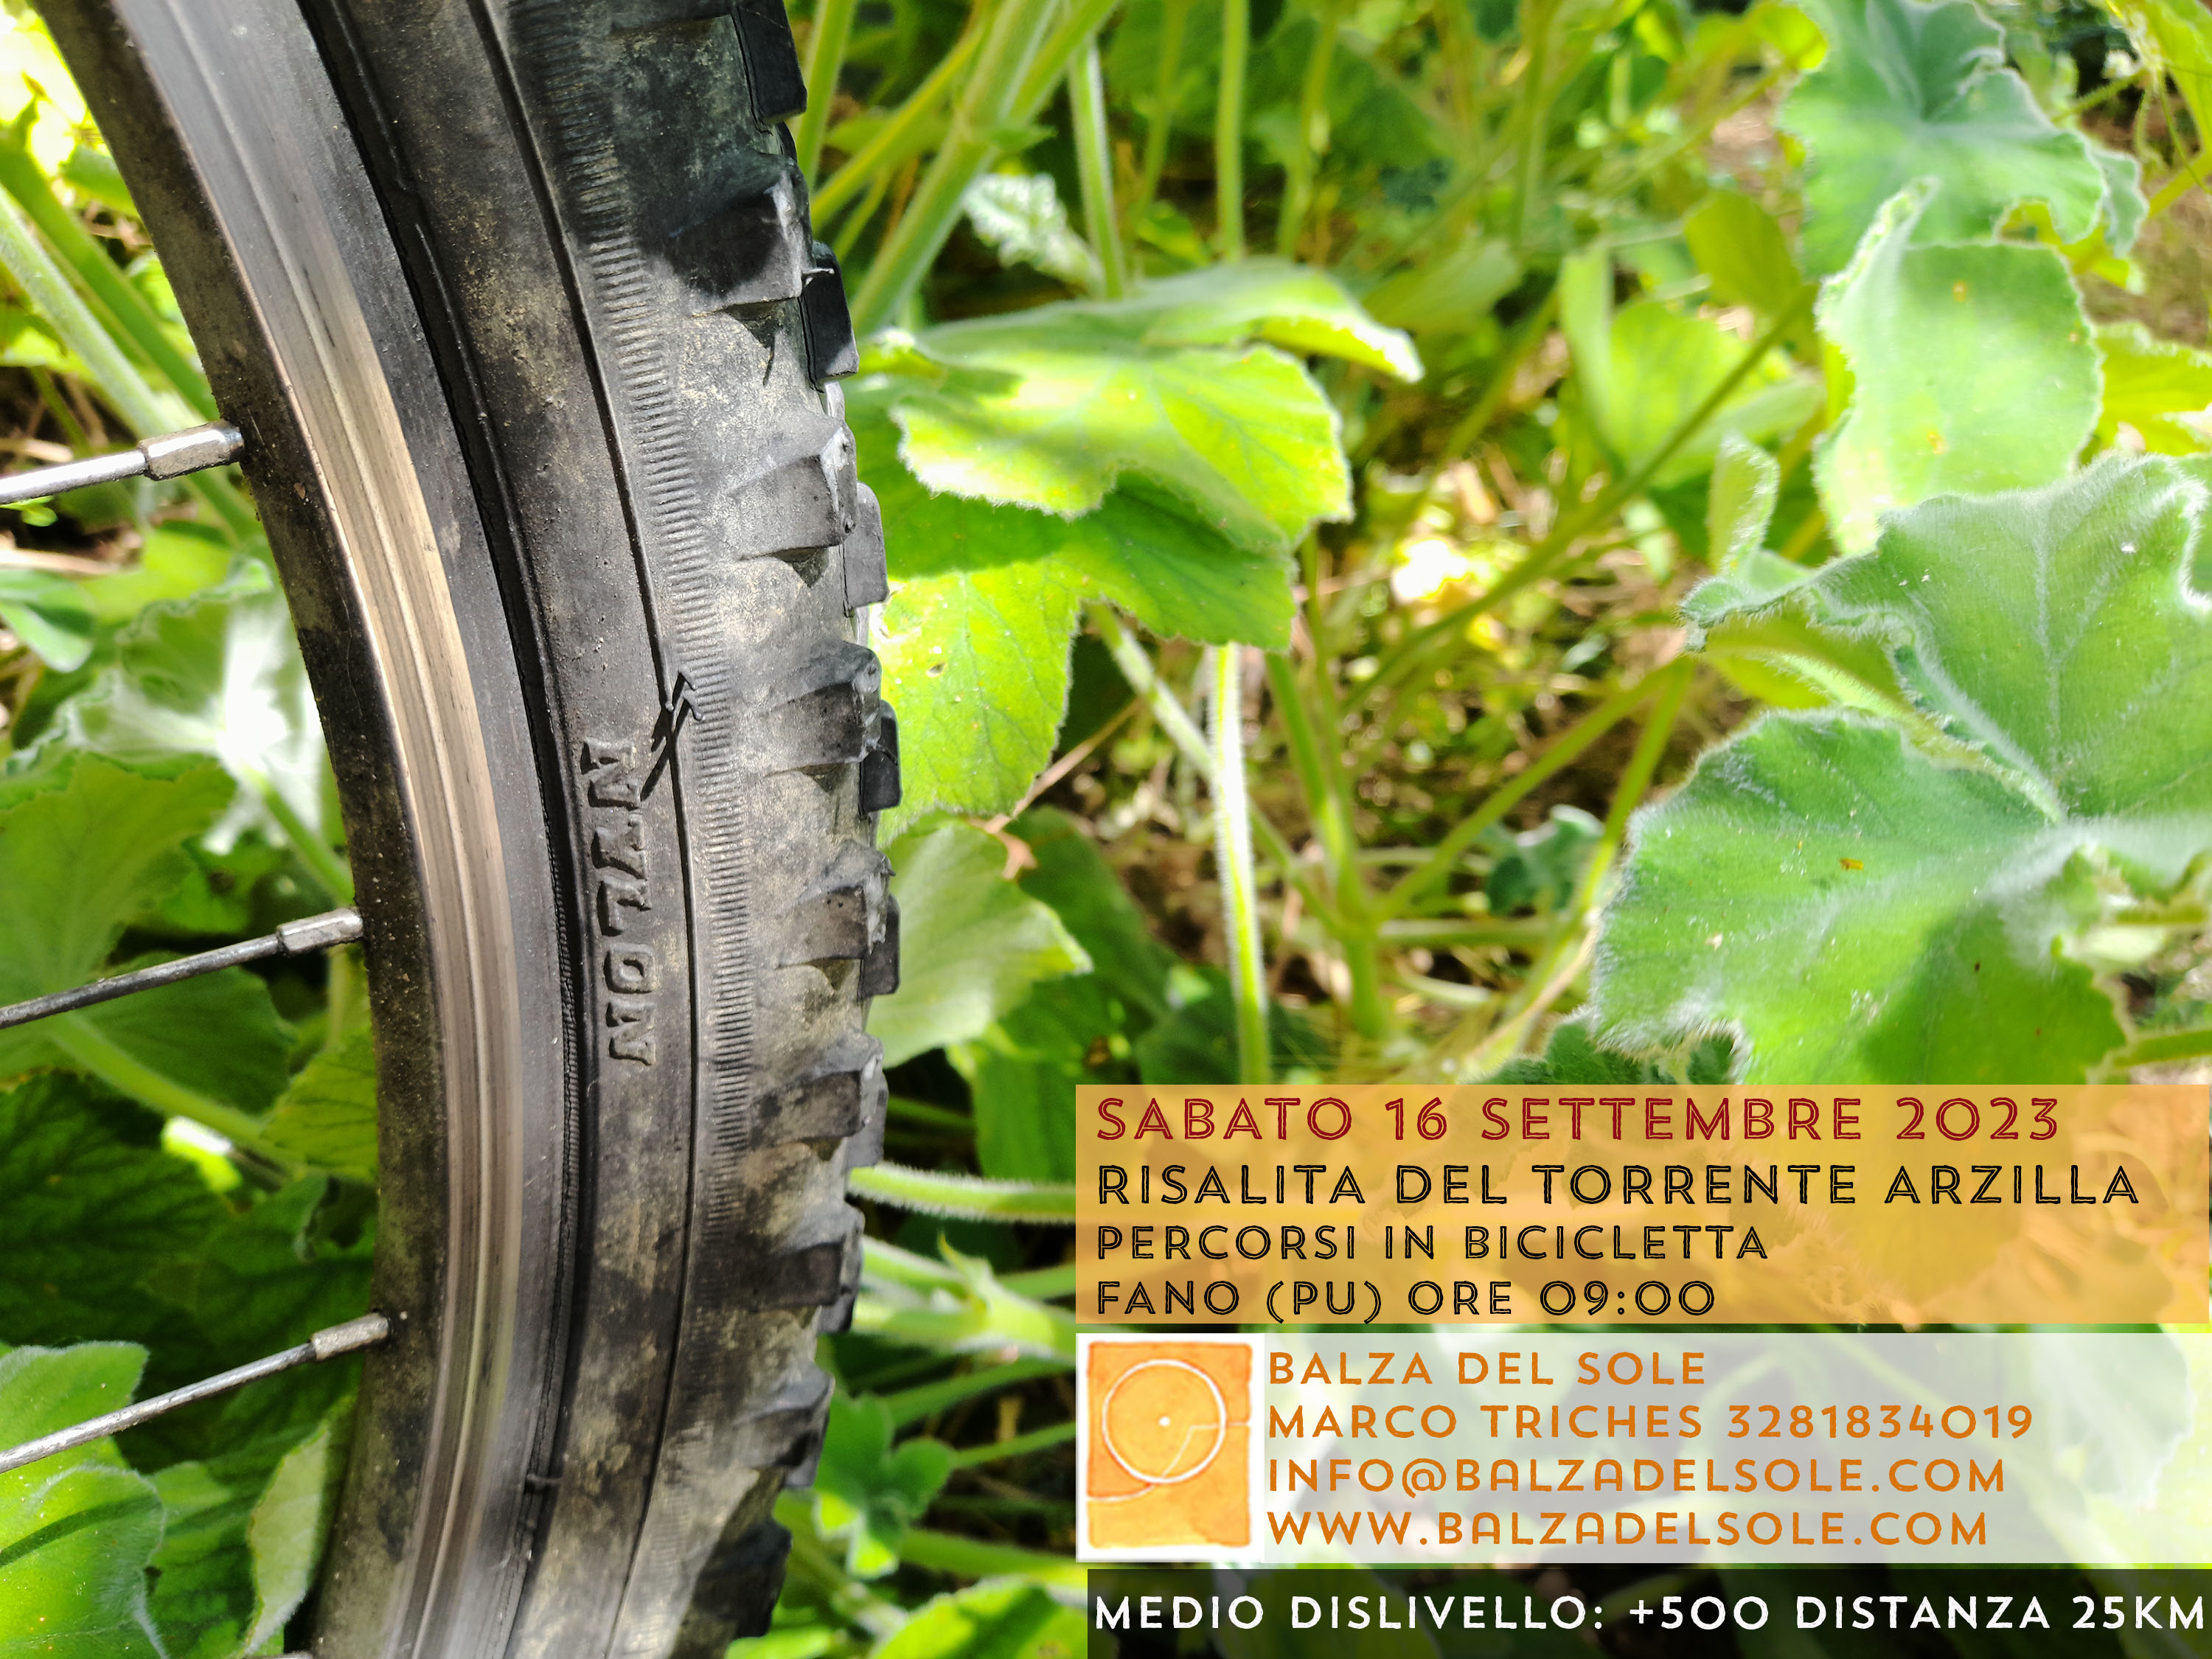 NYLON
SABATO 16 SETTEMBRE 2023
RISALITA DEL TORRENTE ARZILLA
PERCORSI IN BICICLETTA
FANO (PU) ORE 09:00
BALZA DEL SOLE
MARCO TRICHES 3281834019
INFO@BALZADELSOLE.COM
WWW.BALZADELSOLE.COM
MEDIO DISLIVELLO: +500 DISTANZA 25KM